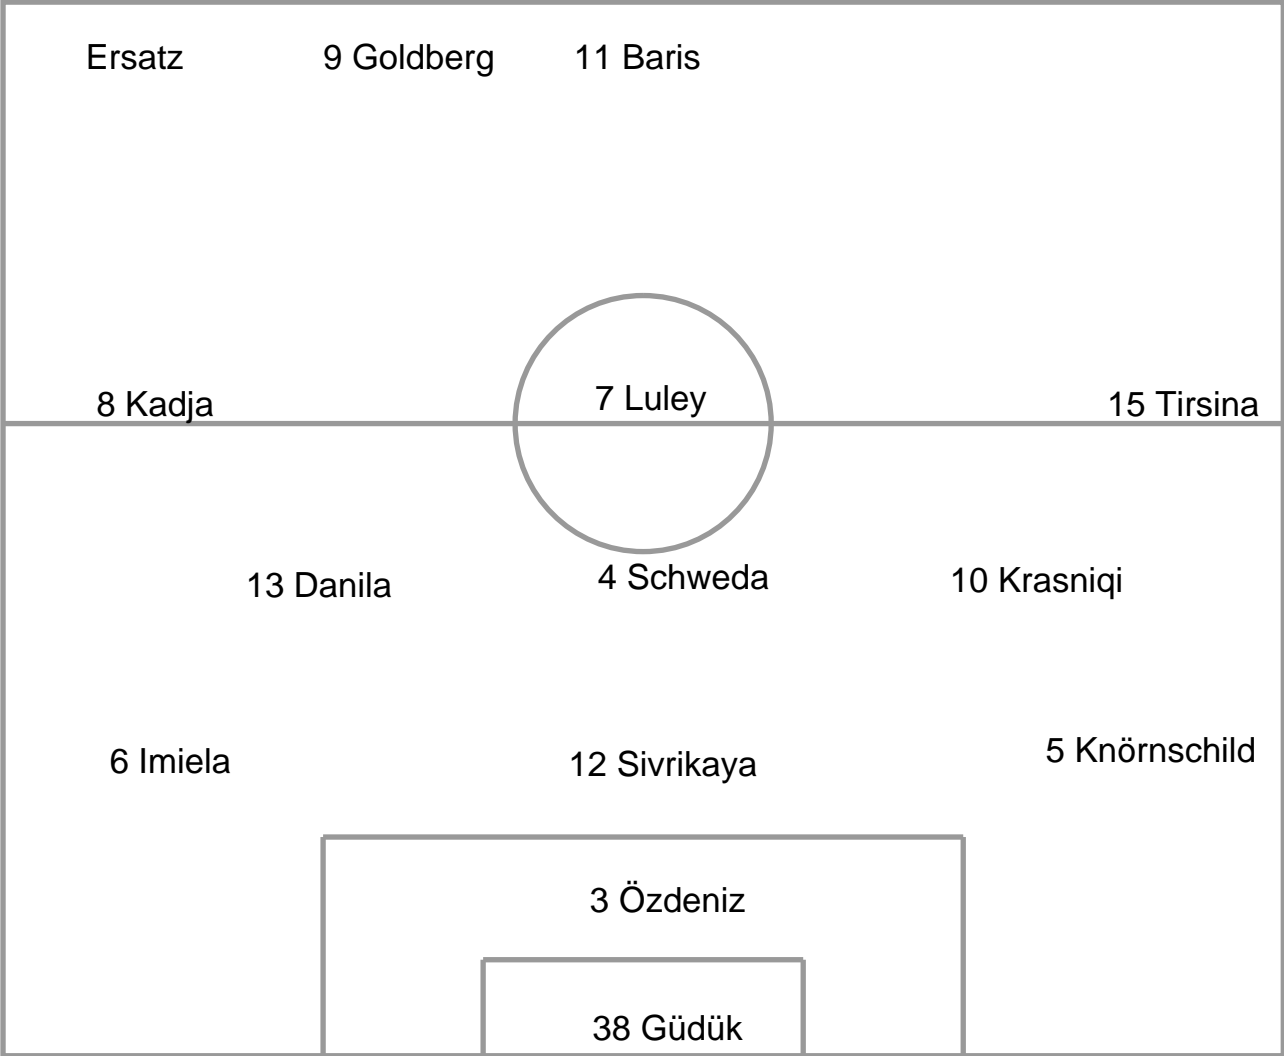 Ersatz 9 Goldberg 11 Baris
8 Kadja 7 Luley 15 Tirsina
13 Danila 4 Schweda 10 Krasniqi
6 Imiela 12 Sivrikaya 5 Knörnschild
3 Özdeniz
38 Güdük